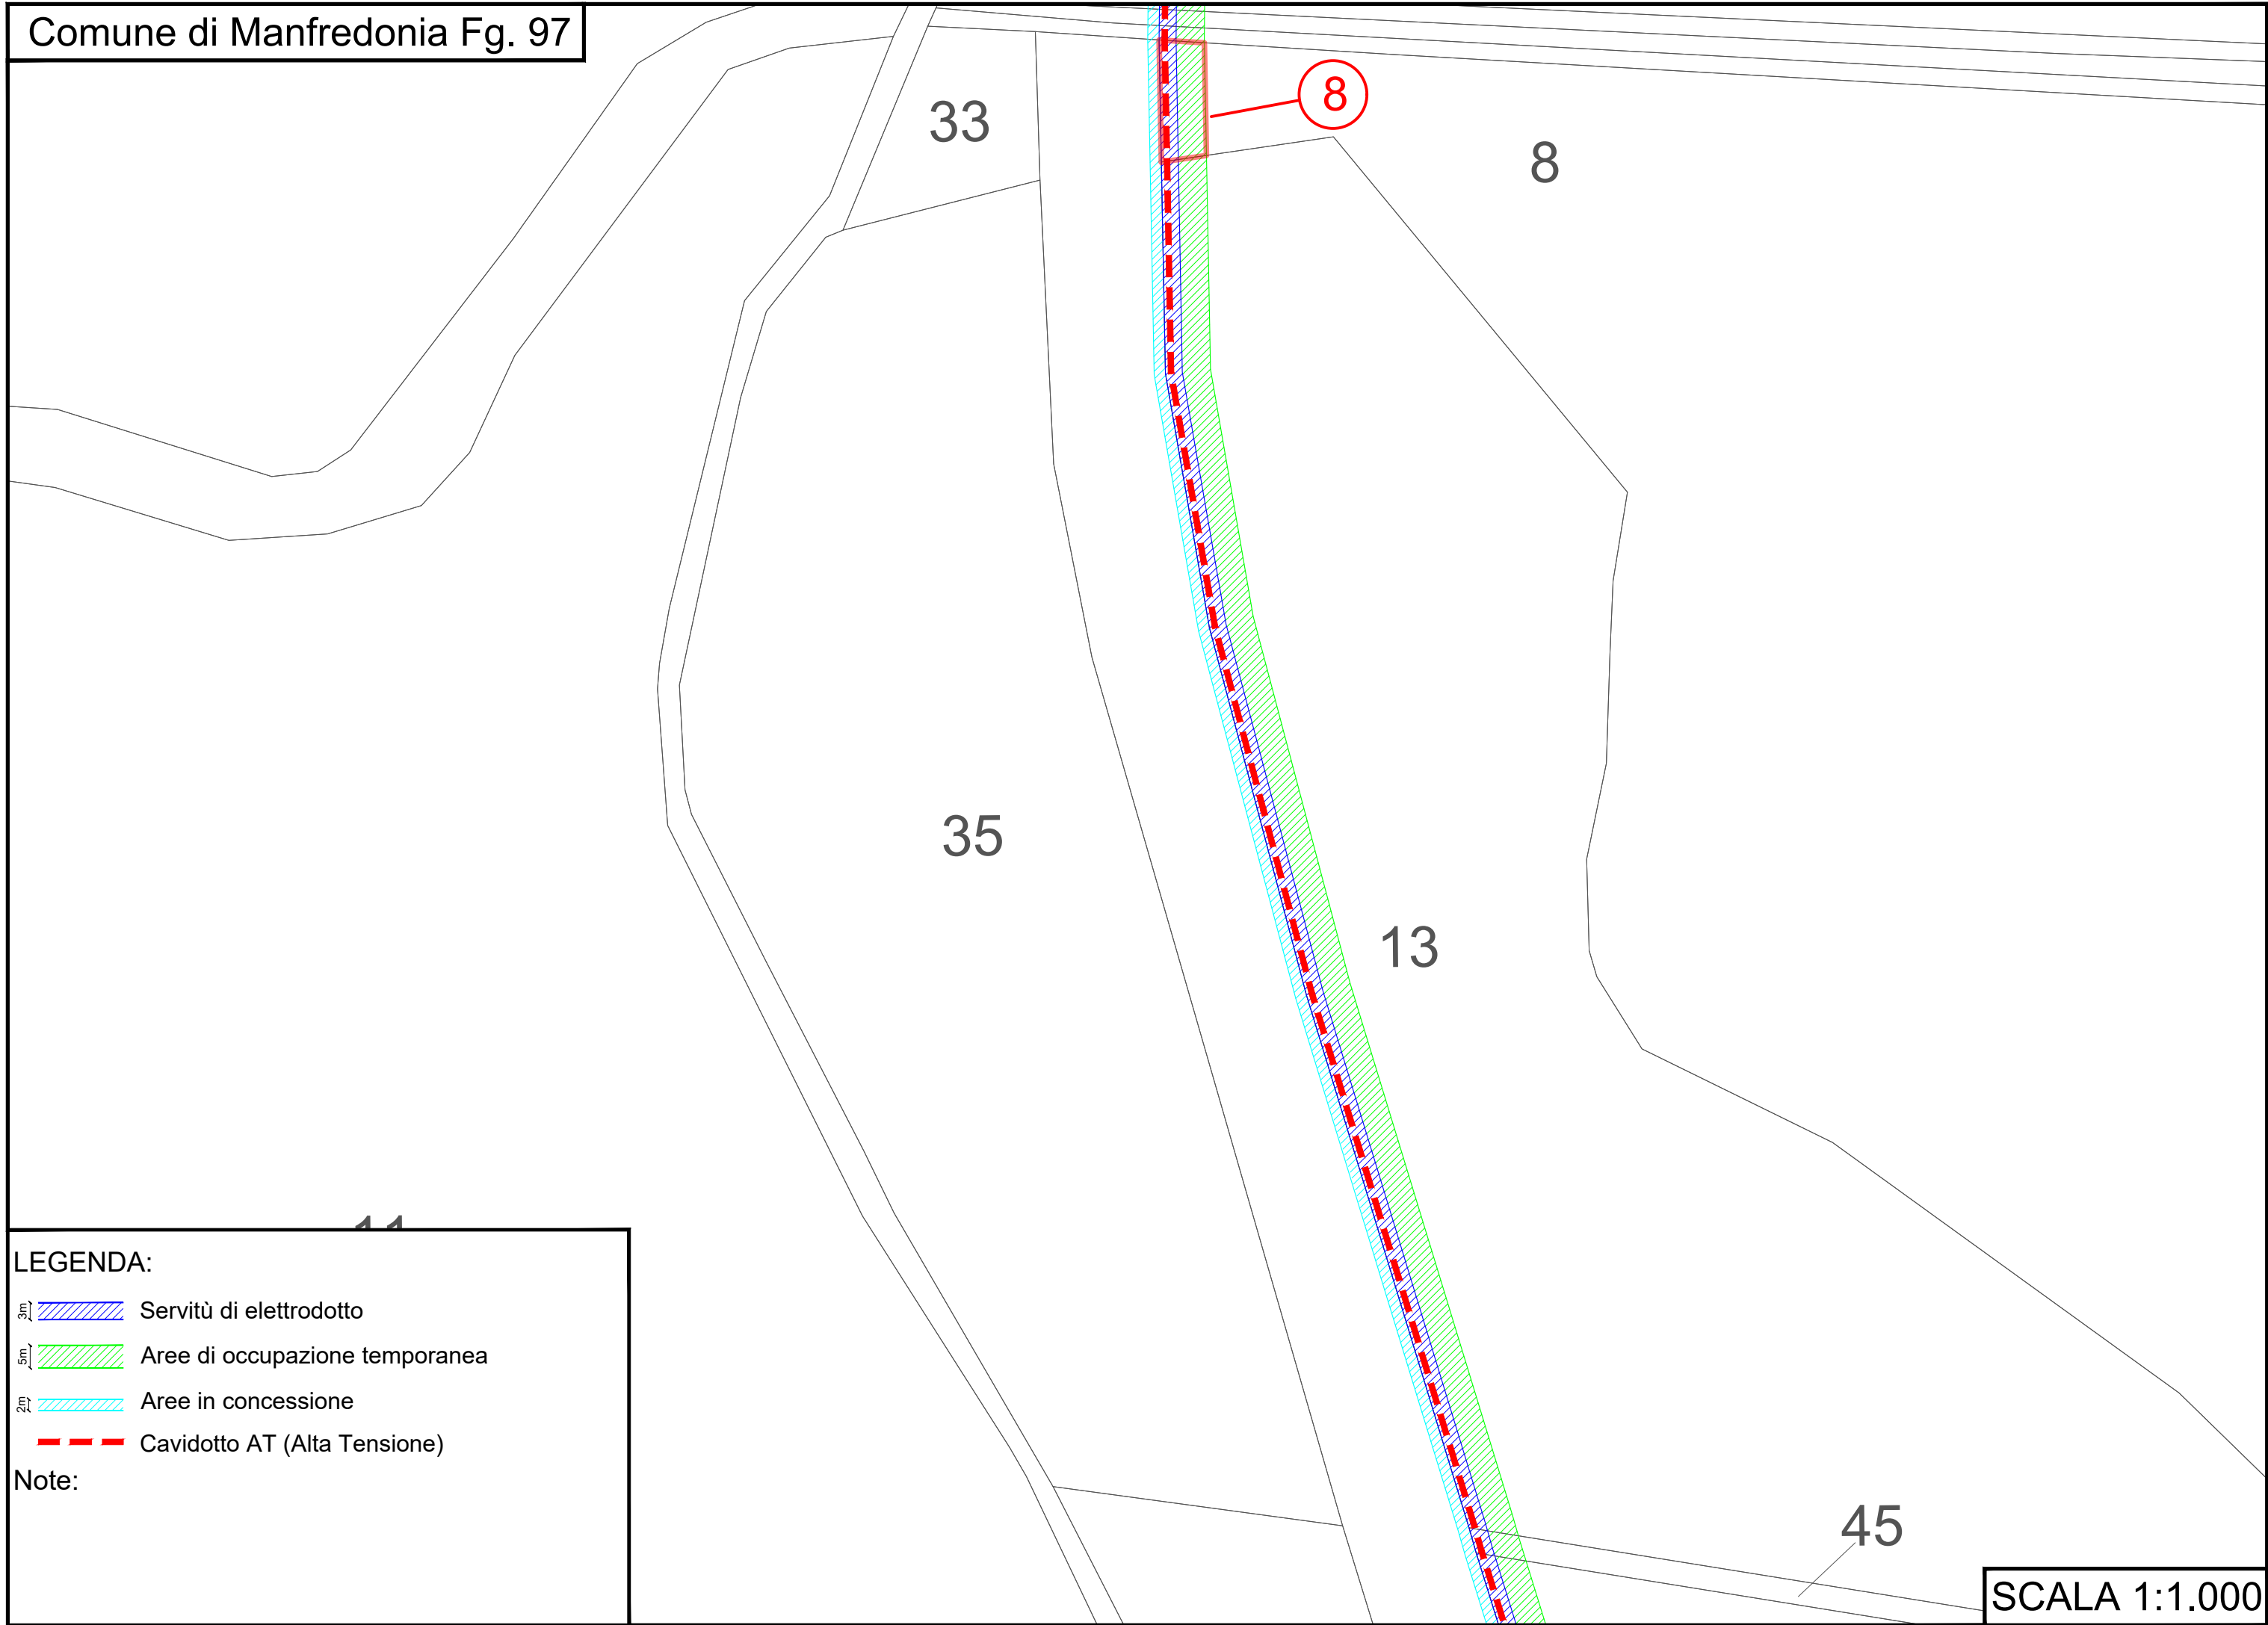 Comune di Manfredonia Fg. 97
8
33
8
35
13
11
LEGENDA:
3m Servitù di elettrodotto
5m Aree di occupazione temporanea
2m Aree in concessione
Cavidotto AT (Alta Tensione)
Note:
45
SCALA 1:1.000